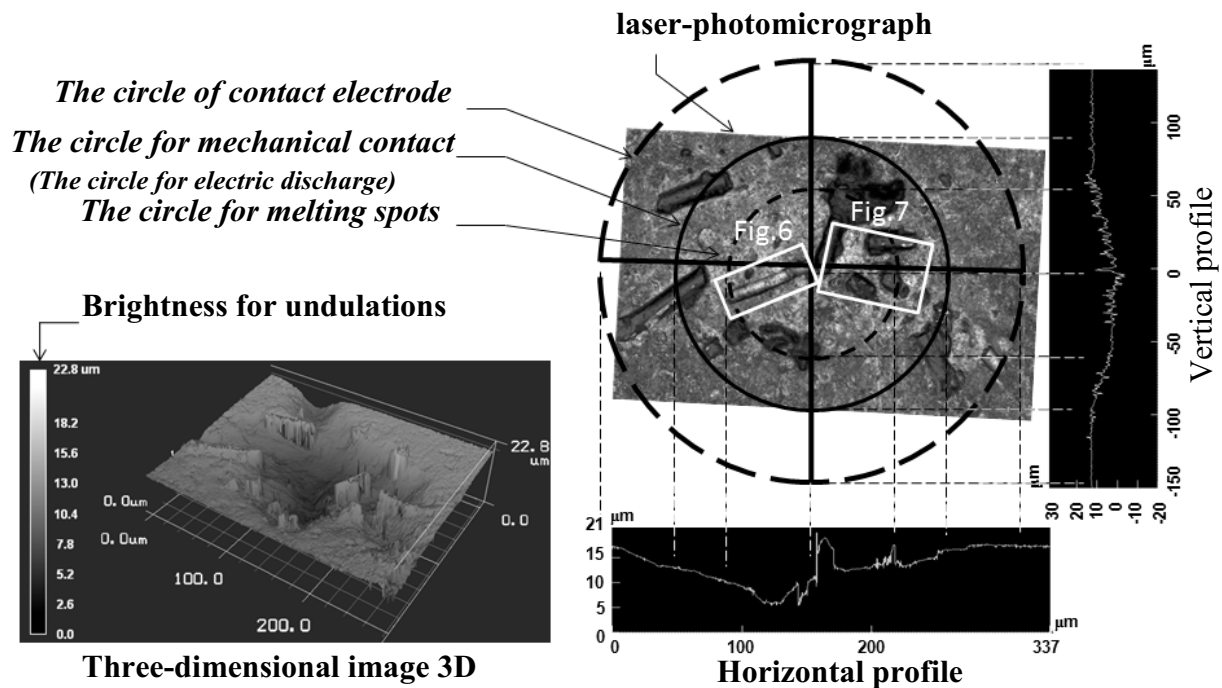 laser-photomicrograph
The circle of contact electrode
The circle for mechanical contact
(The circle for electric discharge)
The circle for melting spots
Fig.6
Fig.7
μm
100
50
0
-50
-100
-150
30 20 10 0 -10 -20
μm
Vertical profile
Brightness for undulations
22.8 um
18.2
15.6
13.0
10.4
7.8
5.2
2.6
0.0
22.8
um
0.0
0.0um
0.0um
100.0
200.0
Three-dimensional image 3D
21
μm
15
10
5
0
0 100 200 337
μm
Horizontal profile